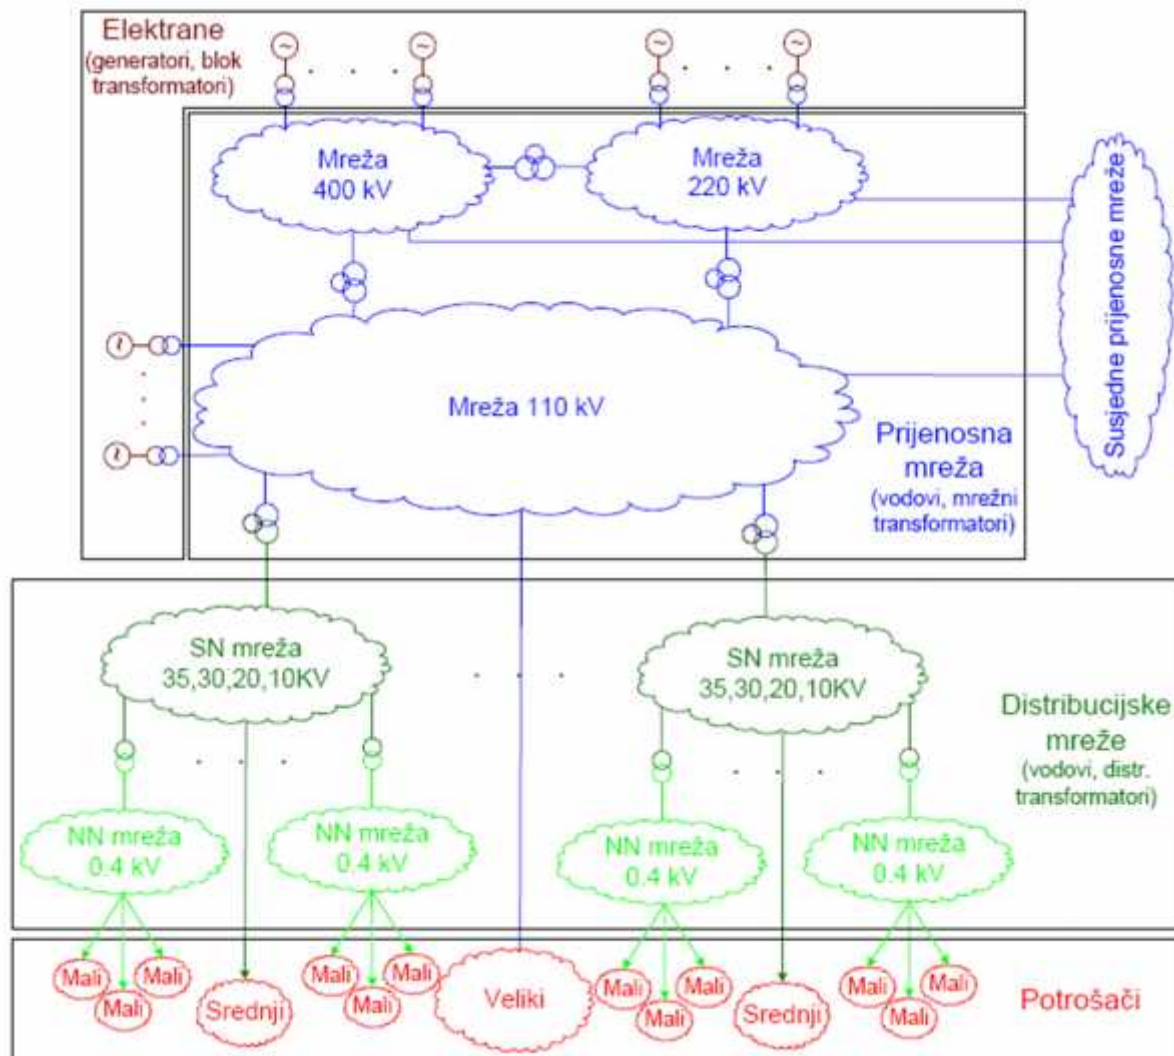 Elektrane
(generatori, blok
transformatori)
~
~
~
~
Mreža
400 kV
Mreža
220 kV
Susjedne prijenosne mreže
~
~
Mreža 110 kV
Prijenosna
mreža
(vodovi, mrežni
transformatori)
SN mreža
35,30,20,10KV
SN mreža
35,30,20,10KV
Distribucijske
mreže
(vodovi, distr.
transformatori)
NN mreža
0.4 kV
NN mreža
0.4 kV
NN mreža
0.4 kV
NN mreža
0.4 kV
Mali
Mali
Mali
Srednji
Mali
Mali
Mali
Veliki
Mali
Mali
Mali
Srednji
Mali
Mali
Mali
Potrošači